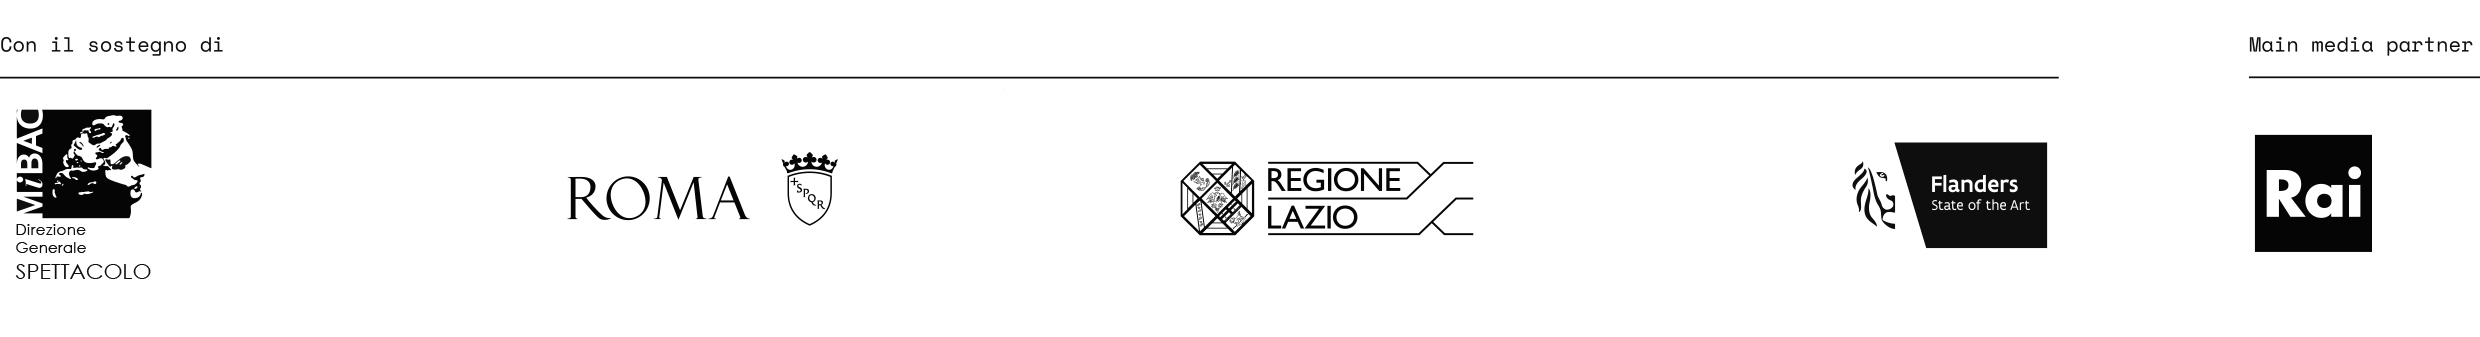 Con il sostegno di
Main media partner
MiBAC
Direzione
Generale
SPETTACOLO
ROMA
SPQR
REGIONE
LAZIO
Flanders
State of the Art
Rai